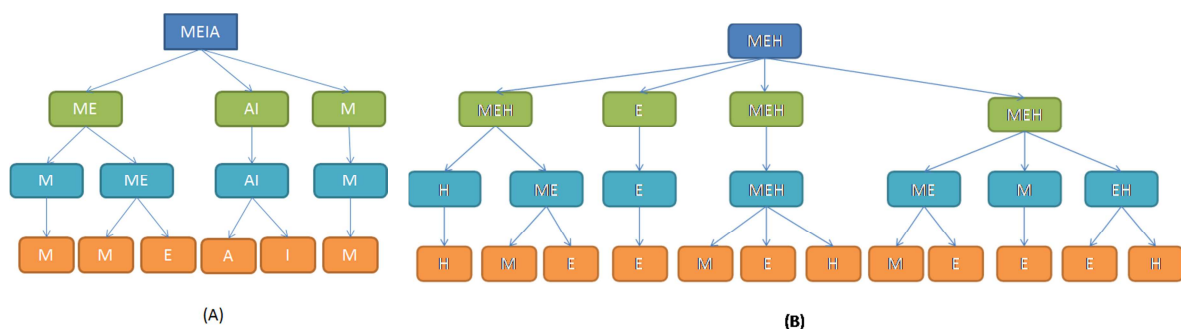 MEIA
ME AI M
M ME AI M
M M E A I M
(A)
MEH
MEH E MEH MEH
H ME E MEH ME M EH
H M E E M E H M E E E H
(B)